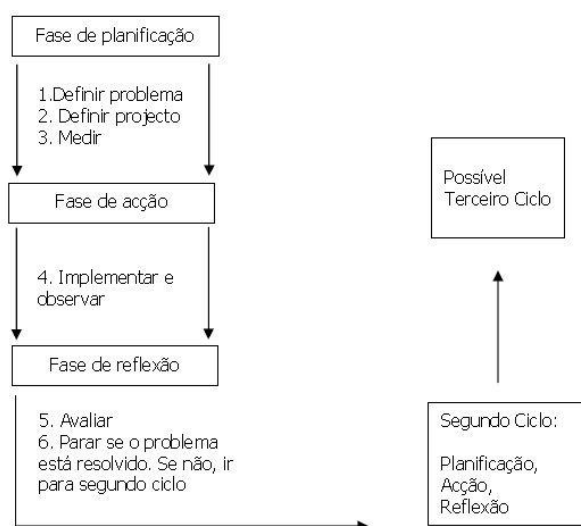 Fase de planificação
1.Definir problema
2. Definir projecto
3. Medir
Fase de acção
4. Implementar e
observar
Fase de reflexão
5. Avaliar
6. Parar se o problema
está resolvido. Se não, ir
para segundo ciclo
Possível
Terceiro Ciclo
Segundo Ciclo:
Planificação,
Acção,
Reflexão